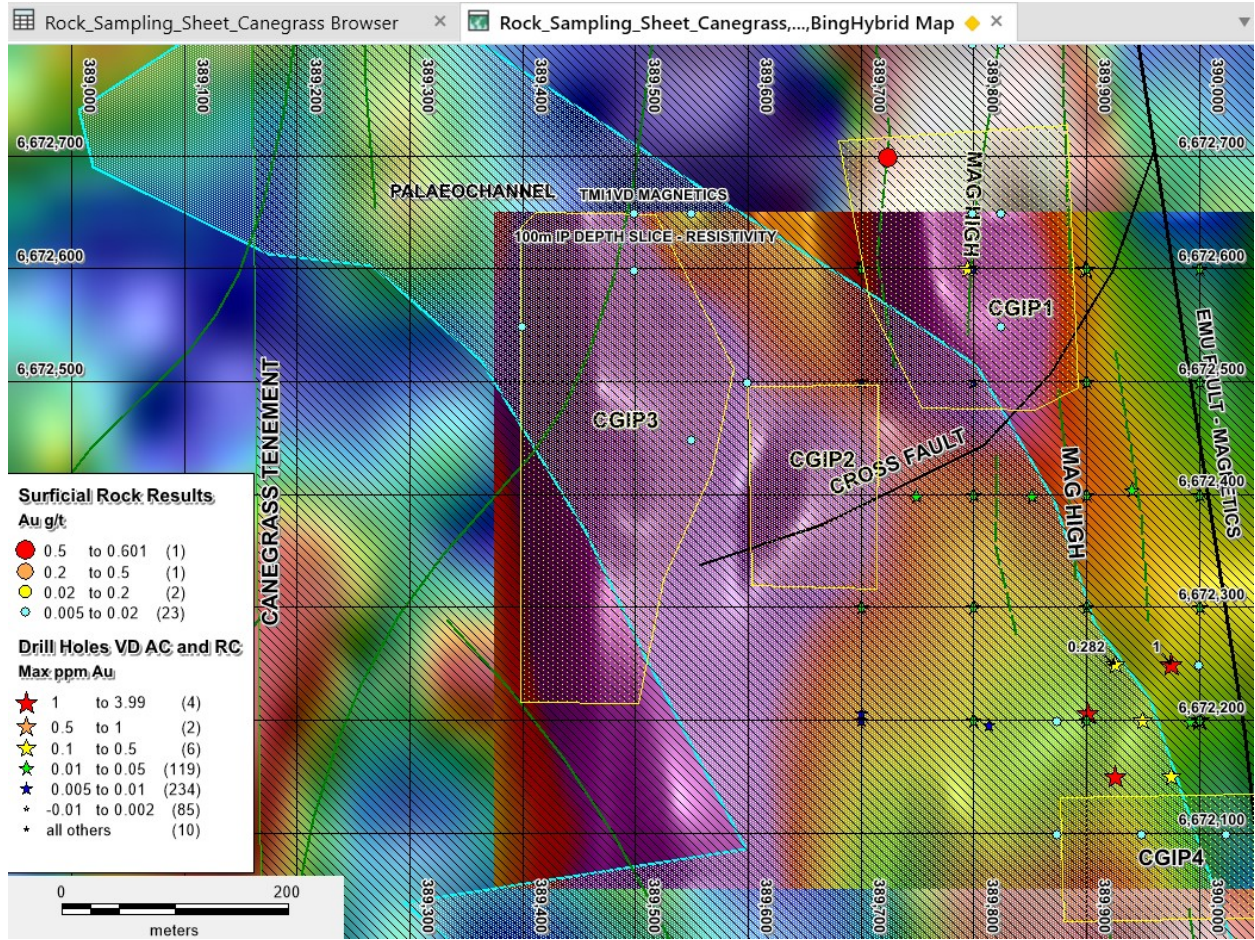 Rock_Sampling_Sheet_Canegrass Browser
Rock_Sampling_Sheet_Canegrass,...,BingHybrid Map
389,000
389,100
389,200
389,300
389,400
389,500
389,600
389,700
389,800
389,900
390,000
6,672,700
6,672,700
PALAEOCHANNEL
TMI1VD MAGNETICS
MAG HIGH
100m IP DEPTH SLICE - RESISTIVITY
6,672,600
6,672,600
CGIP1
EMU FAULT - MAGNETICS
6,672,500
6,672,500
CANEGRASS TENEMENT
CGIP3
CGIP2
CROSS FAULT
MAG HIGH
6,672,400
6,672,300
0.282
1
6,672,200
6,672,100
CGIP4
Surficial Rock Results
Au g/t
0.5 to 0.601 (1)
0.2 to 0.5 (1)
0.02 to 0.2 (2)
0.005 to 0.02 (23)
Drill Holes VD AC and RC
Max ppm Au
1 to 3.99 (4)
0.5 to 1 (2)
0.1 to 0.5 (6)
0.01 to 0.05 (119)
0.005 to 0.01 (234)
-0.01 to 0.002 (85)
all others (10)
0 200
meters
389,300
389,400
389,500
389,600
389,700
389,800
389,900
390,000